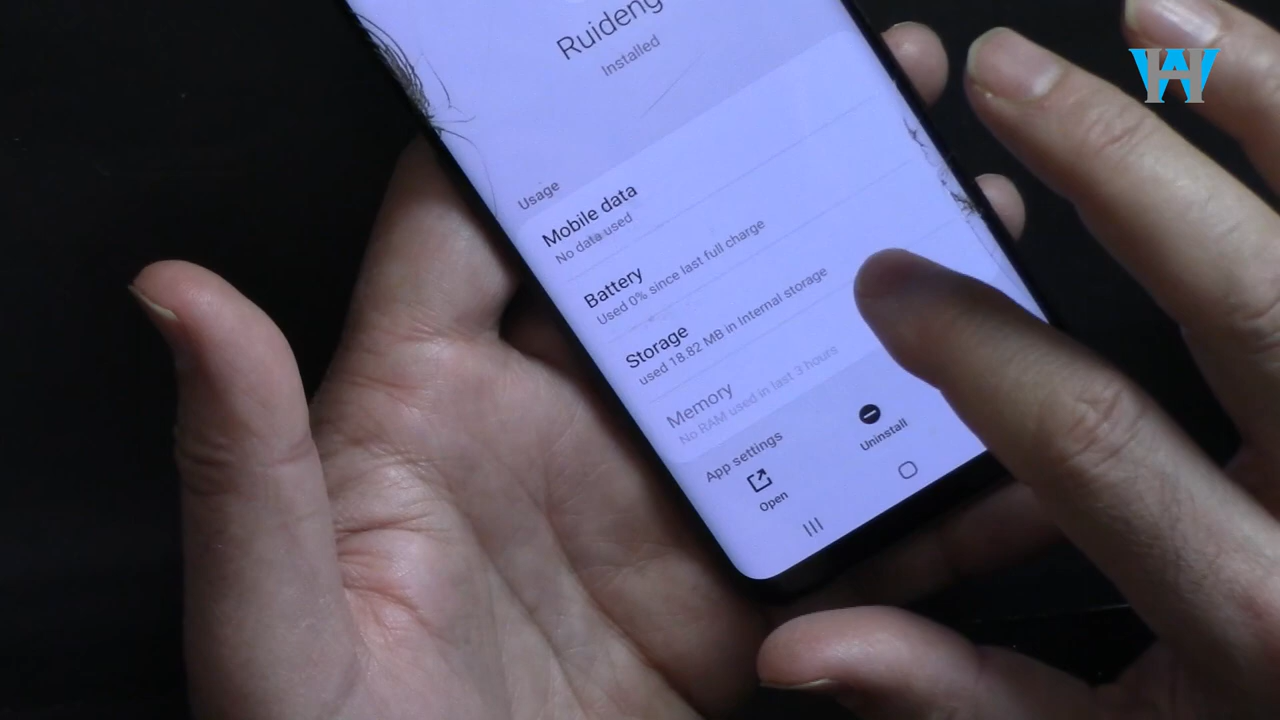 Ruideng
Installed
Usage
Mobile data
No data used
Battery
Used 0% since last full charge
Storage
used 18.82 MB in Internal storage
Memory
No RAM used in last 3 hours
App settings
Open
Uninstall